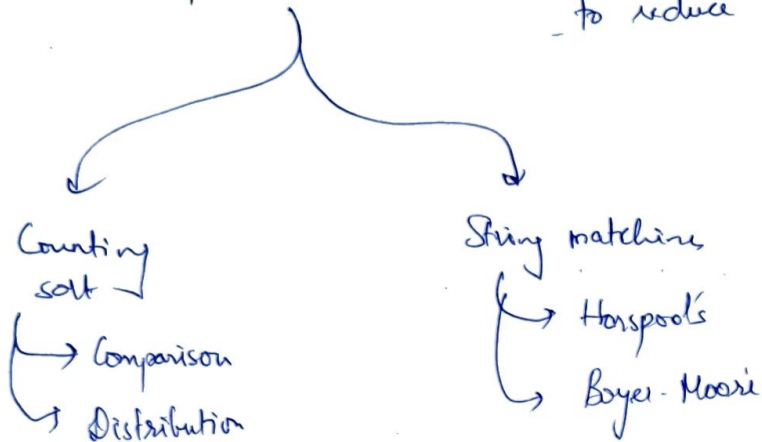 to reduce
Counting
sort
String matching
Comparison
Distribution
Horspool's
Boyer-Moore